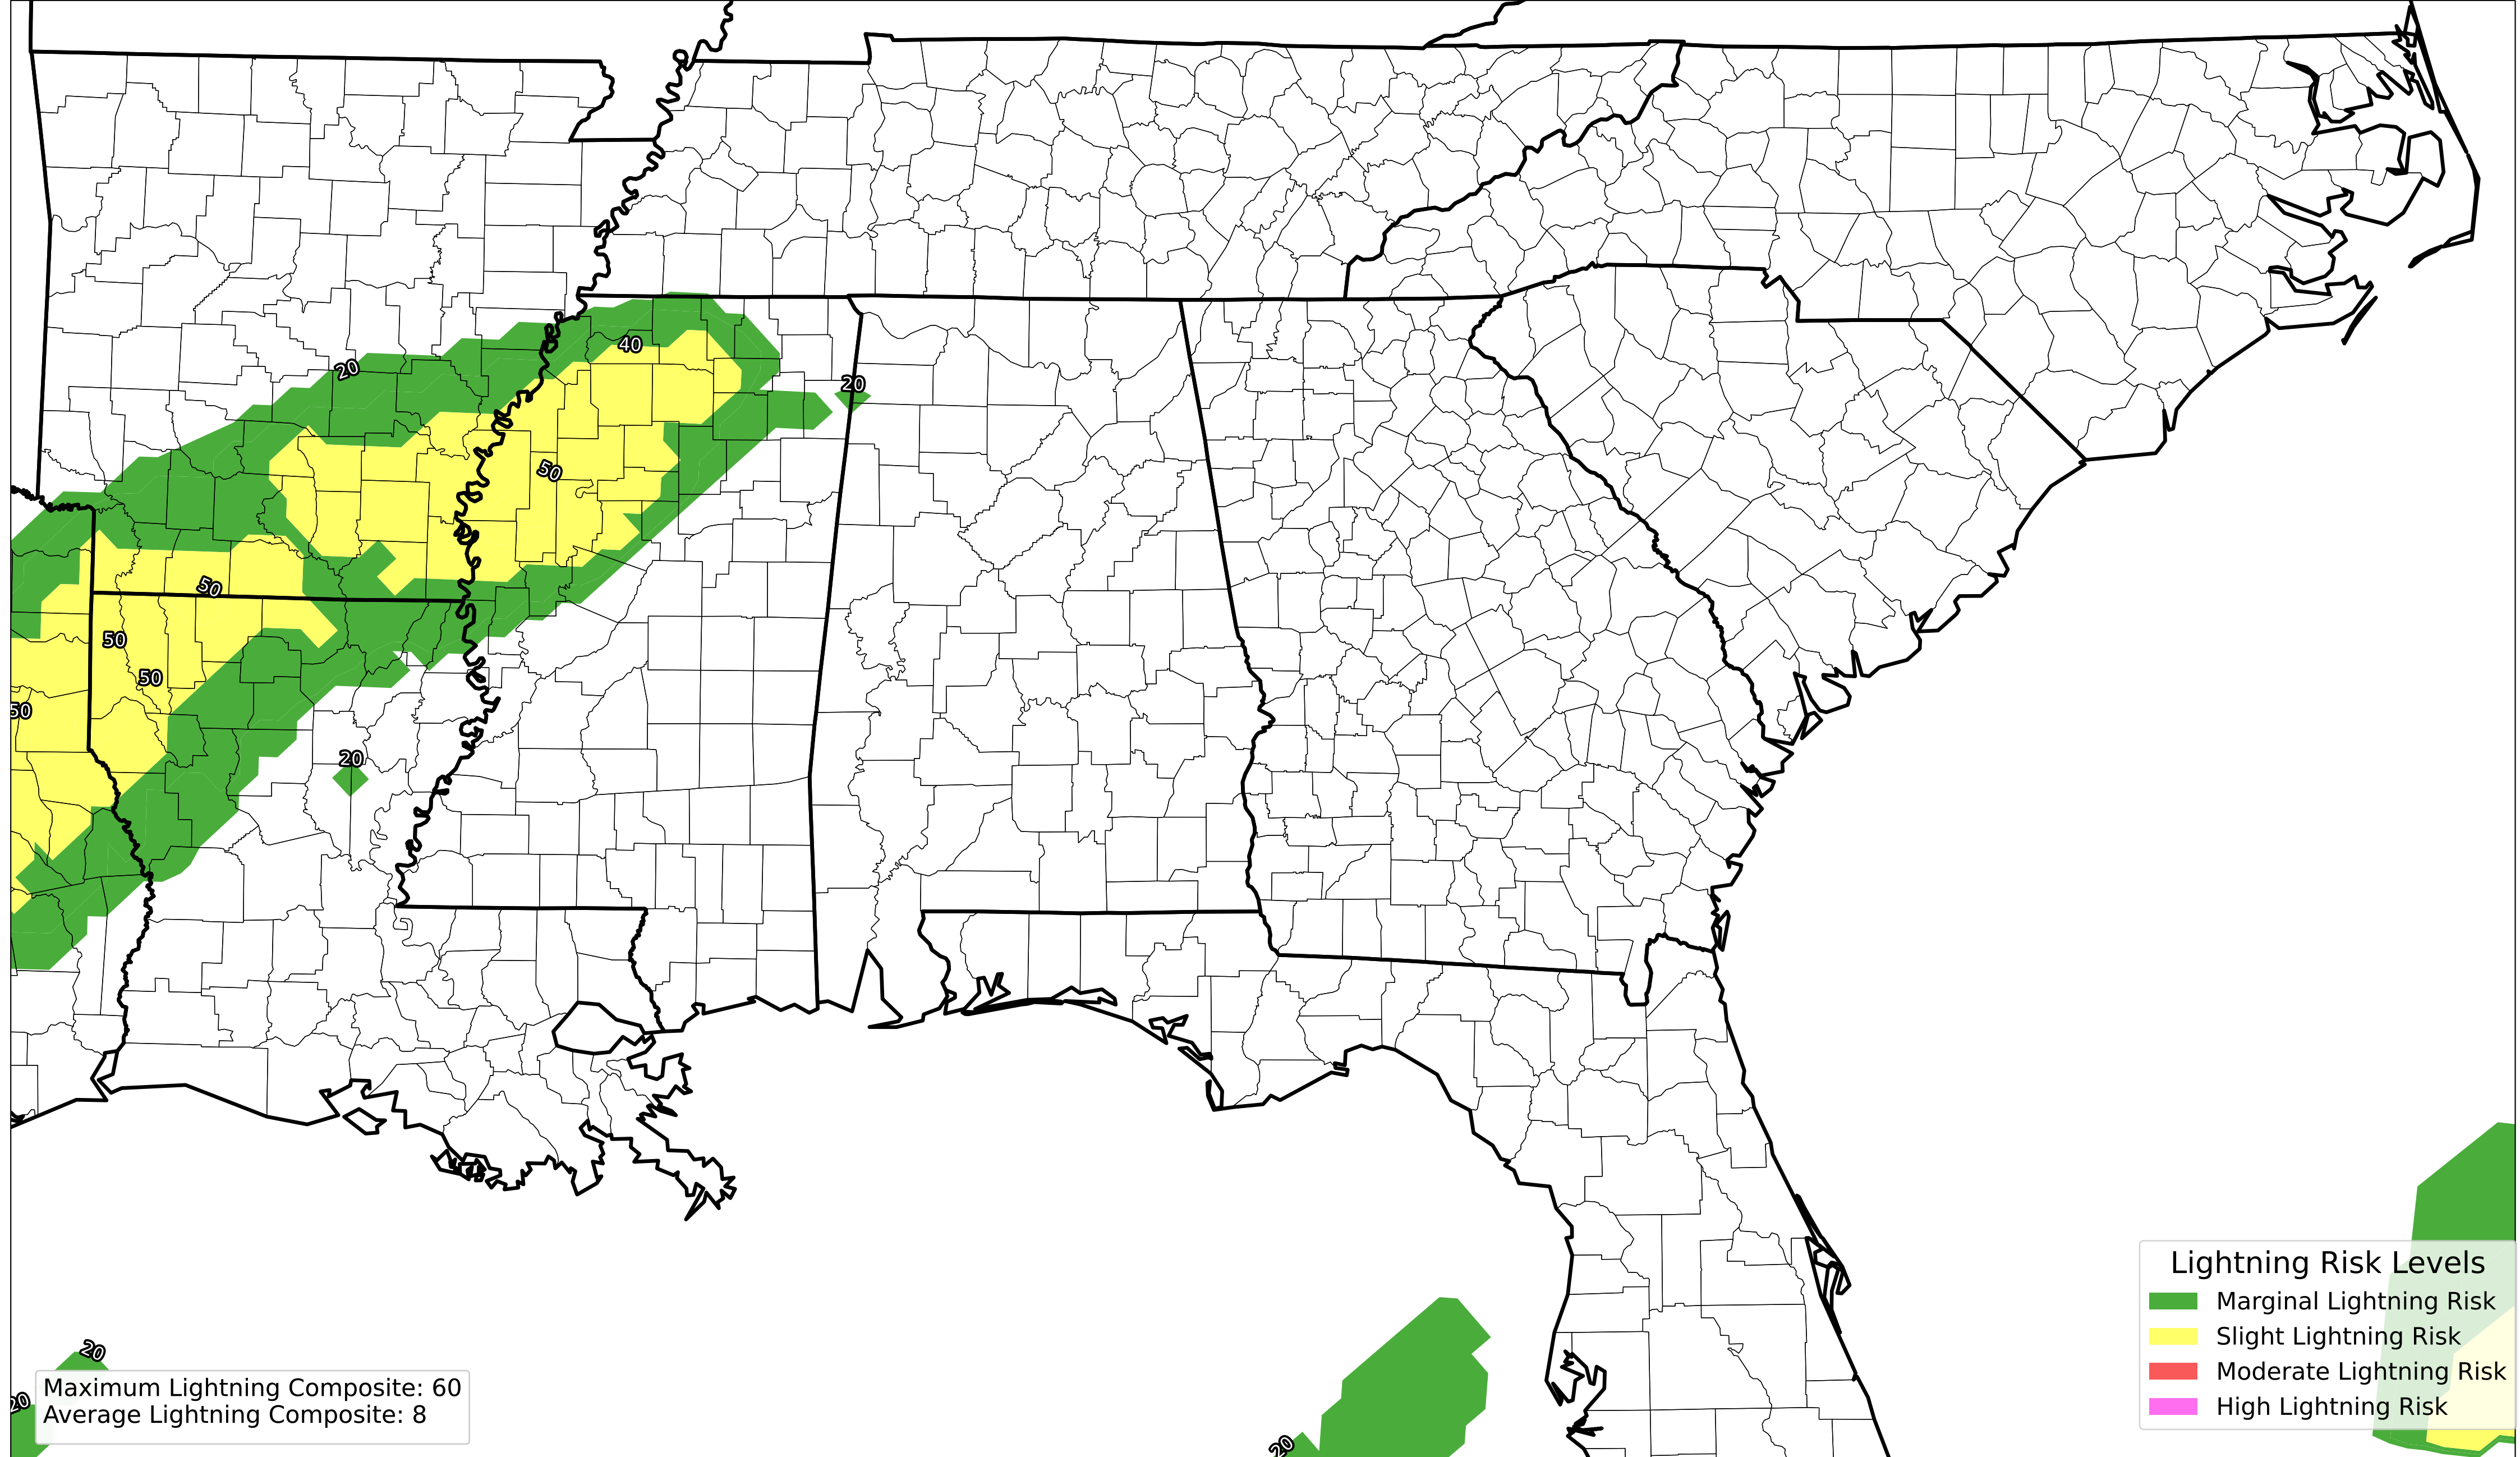 40
20
20
50
50
50
50
50
20
20
20
20
Maximum Lightning Composite: 60
Average Lightning Composite: 8
Lightning Risk Levels
Marginal Lightning Risk
Slight Lightning Risk
Moderate Lightning Risk
High Lightning Risk